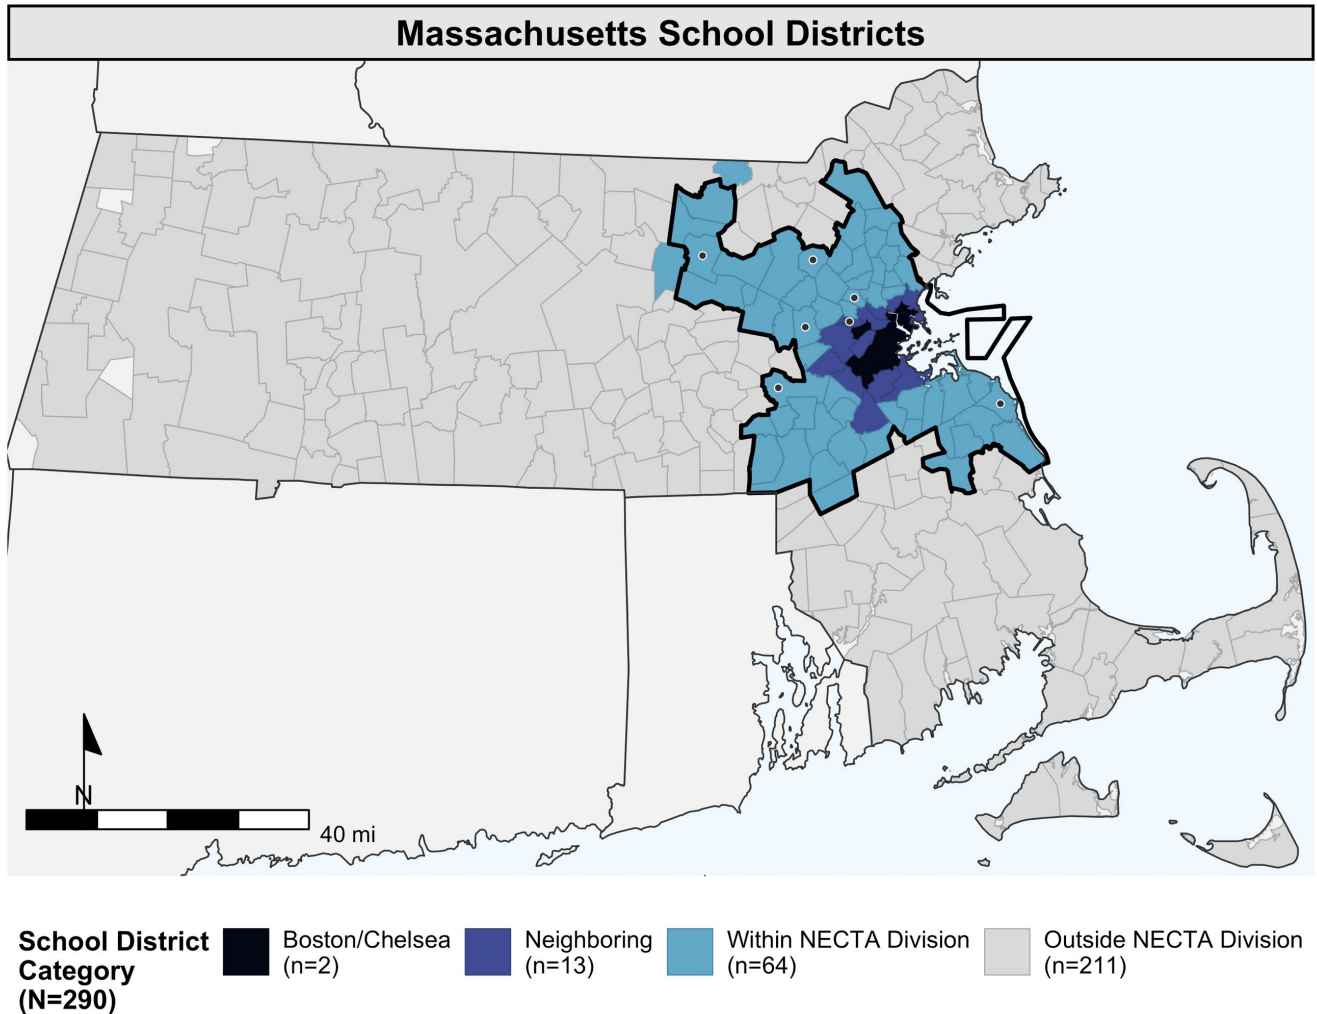 Massachusetts School Districts
N
40 mi
School District
Category
(N=290)
Boston/Chelsea
(n=2)
Neighboring
(n=13)
Within NECTA Division
(n=64)
Outside NECTA Division
(n=211)